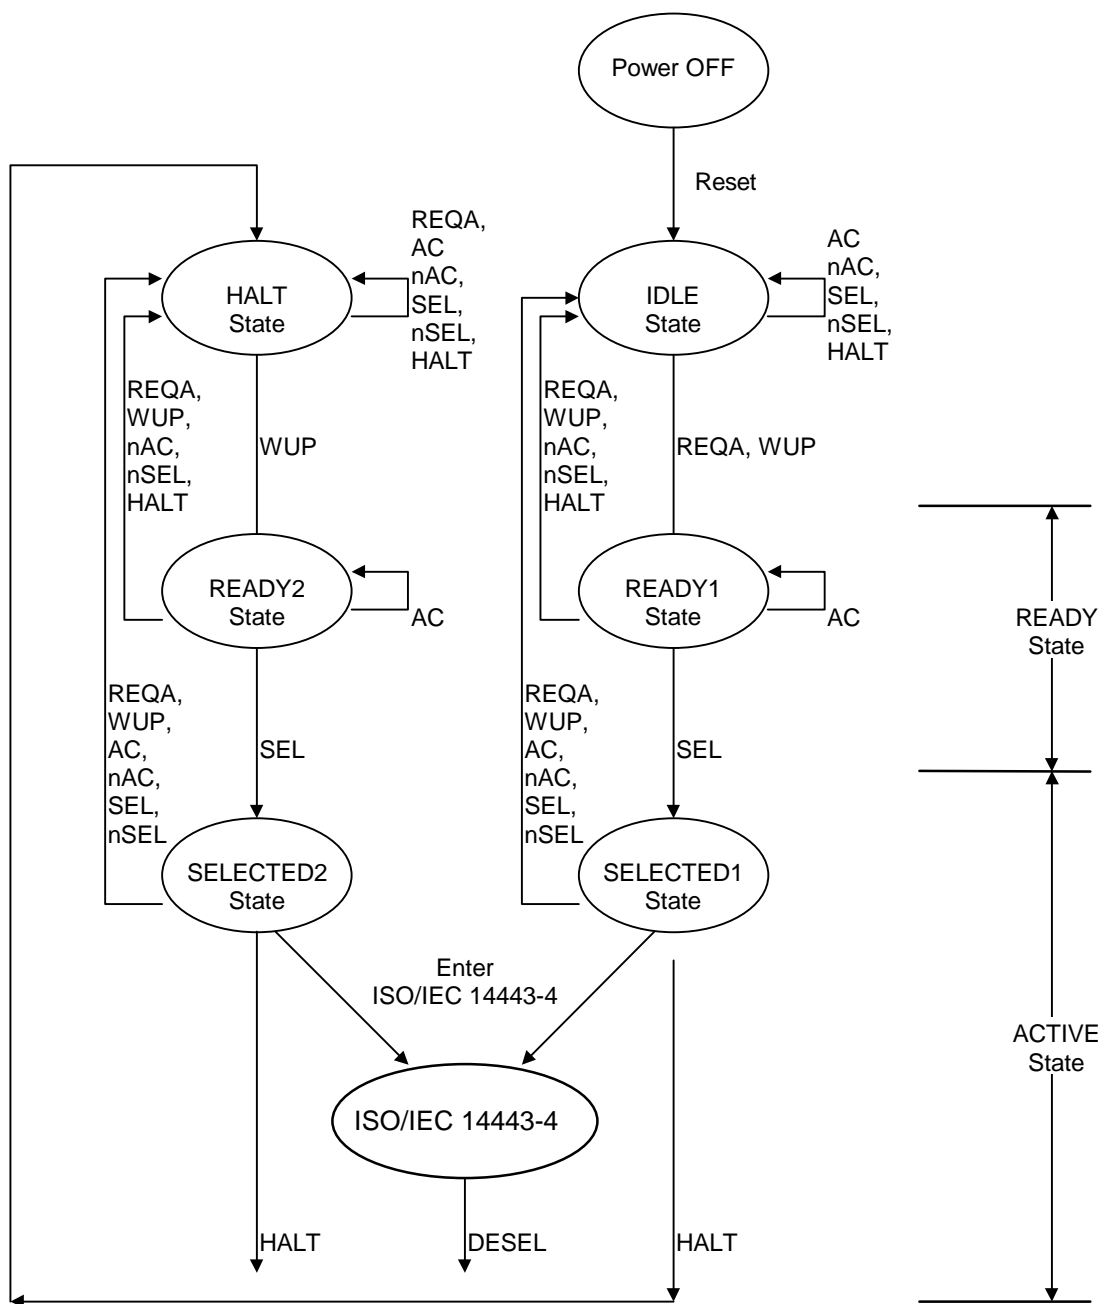 Power OFF
Reset
REQA,
AC
nAC,
SEL,
nSEL,
HALT
AC
nAC,
SEL,
nSEL,
HALT
HALT
State
IDLE
State
REQA,
WUP,
nAC,
nSEL,
HALT
WUP
REQA,
WUP,
nAC,
nSEL,
HALT
REQA, WUP
READY2
State
AC
READY1
State
AC
READY
State
REQA,
WUP,
AC,
nAC,
SEL,
nSEL
SEL
REQA,
WUP,
AC,
nAC,
SEL,
nSEL
SEL
SELECTED2
State
SELECTED1
State
Enter
ISO/IEC 14443-4
ACTIVE
State
ISO/IEC 14443-4
HALT
DESEL
HALT